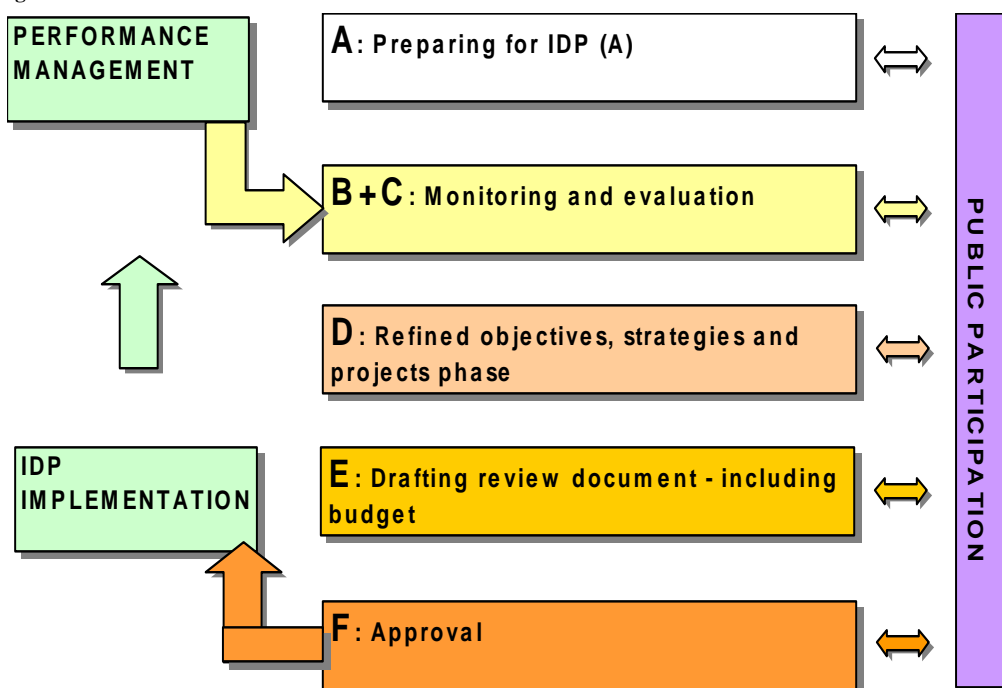 PERFORMANCE
MANAGEMENT
A: Preparing for IDP (A)
B+C: Monitoring and evaluation
D: Refined objectives, strategies and
projects phase
IDP
IMPLEMENTATION
E: Drafting review document - including
budget
F: Approval
PUBLIC PARTICIPATION